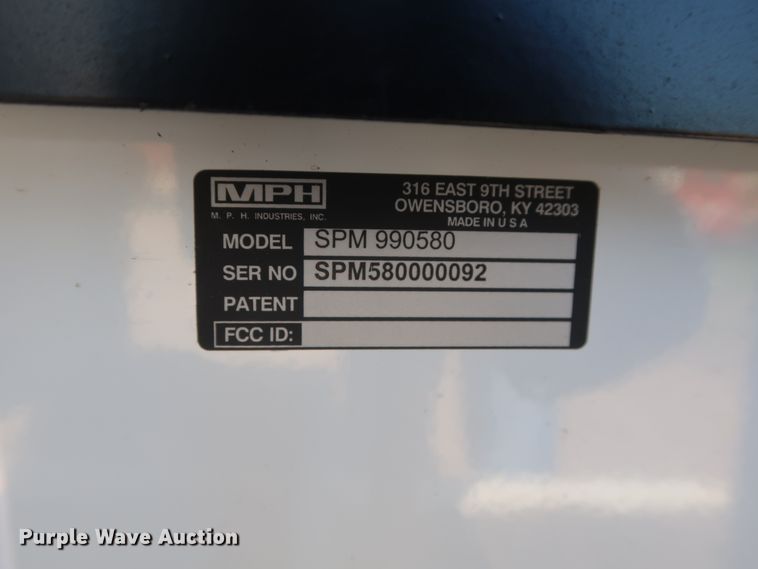 MPH
M. P. H. INDUSTRIES, INC.
316 EAST 9TH STREET
OWENSBORO, KY 42303
MADE IN U S A
MODEL SPM 990580
SER NO SPM580000092
PATENT
FCC ID:
Purple Wave Auction®